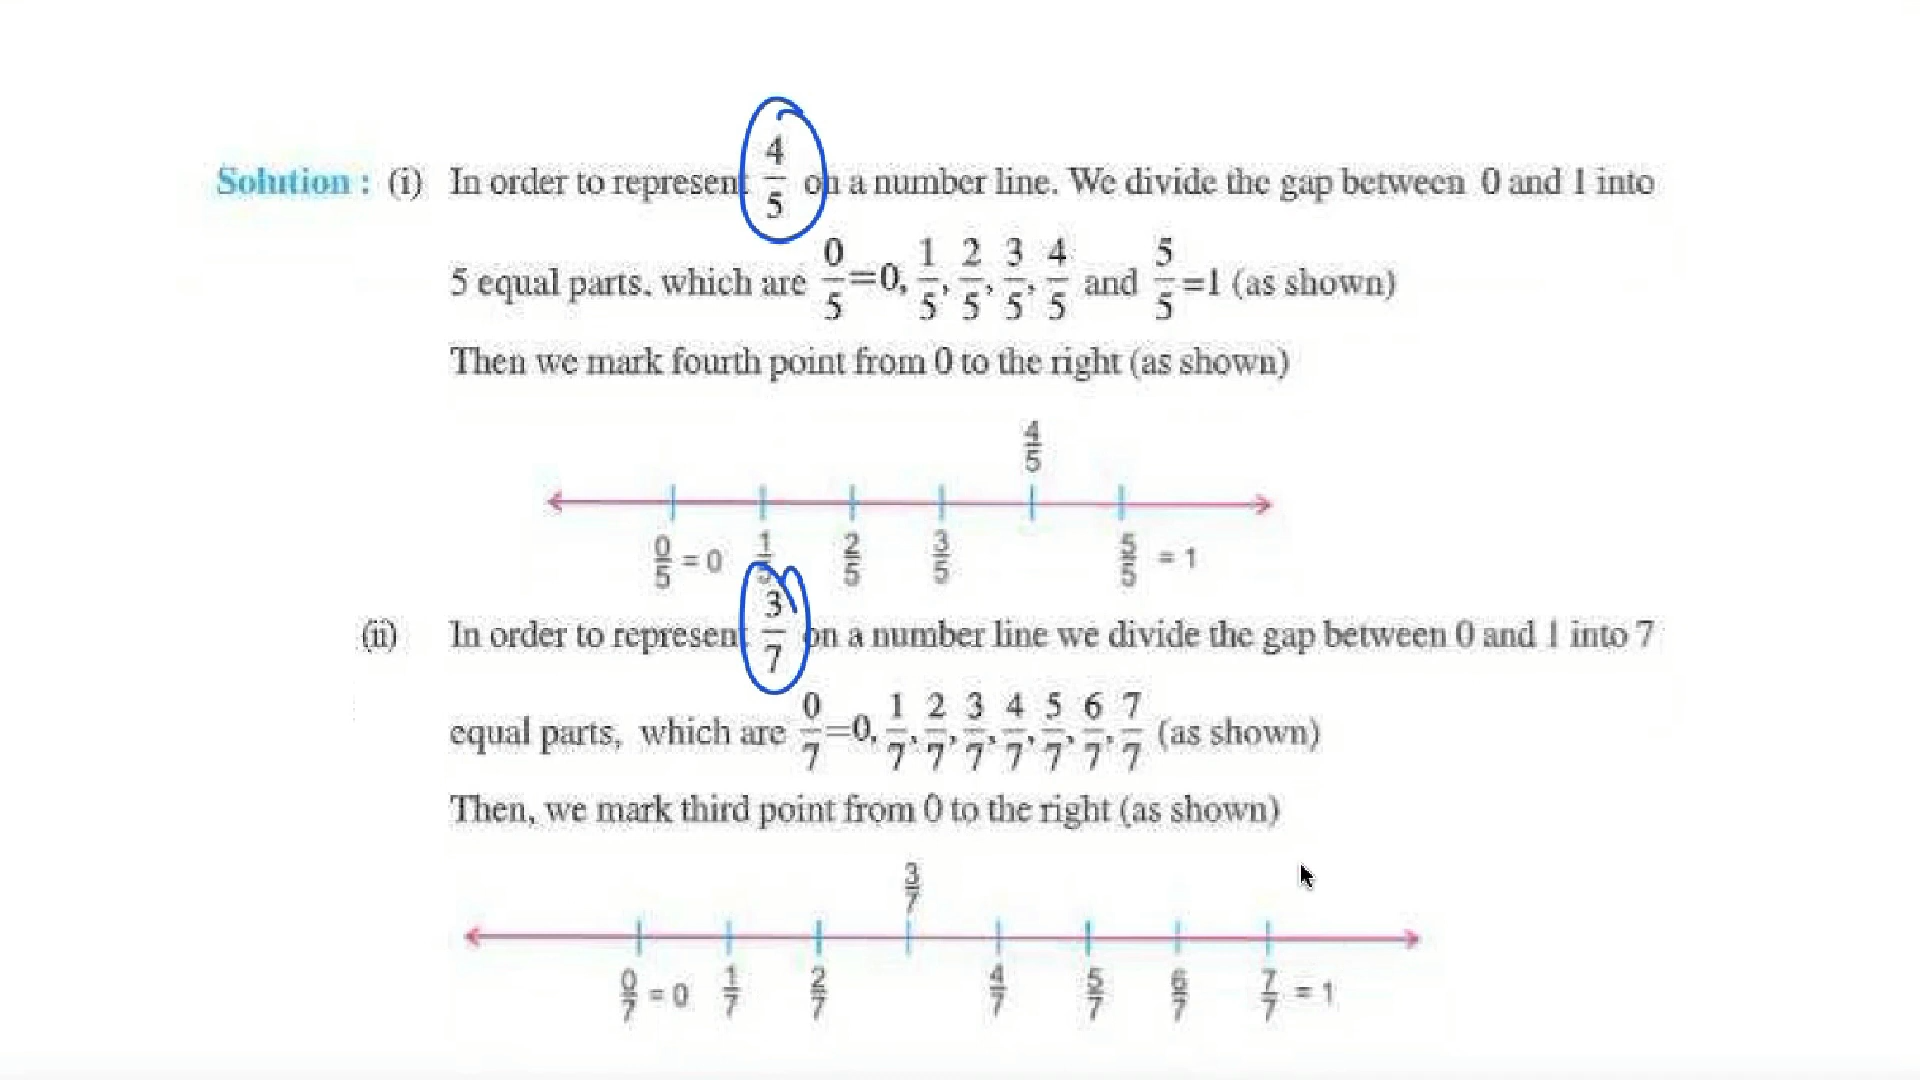 Solution : (i) In order to represent 4/5 on a number line. We divide the gap between 0 and 1 into
5 equal parts, which are 0/5=0, 1/5, 2/5, 3/5, 4/5 and 5/5=1 (as shown)
Then we mark fourth point from 0 to the right (as shown)
4/5
0/5 = 0 1/5 2/5 3/5 5/5 = 1
(ii) In order to represent 3/7 on a number line we divide the gap between 0 and 1 into 7
equal parts, which are 0/7=0, 1/7, 2/7, 3/7, 4/7, 5/7, 6/7, 7/7 (as shown)
Then, we mark third point from 0 to the right (as shown)
3/7
0/7 = 0 1/7 2/7 4/7 5/7 6/7 7/7 = 1